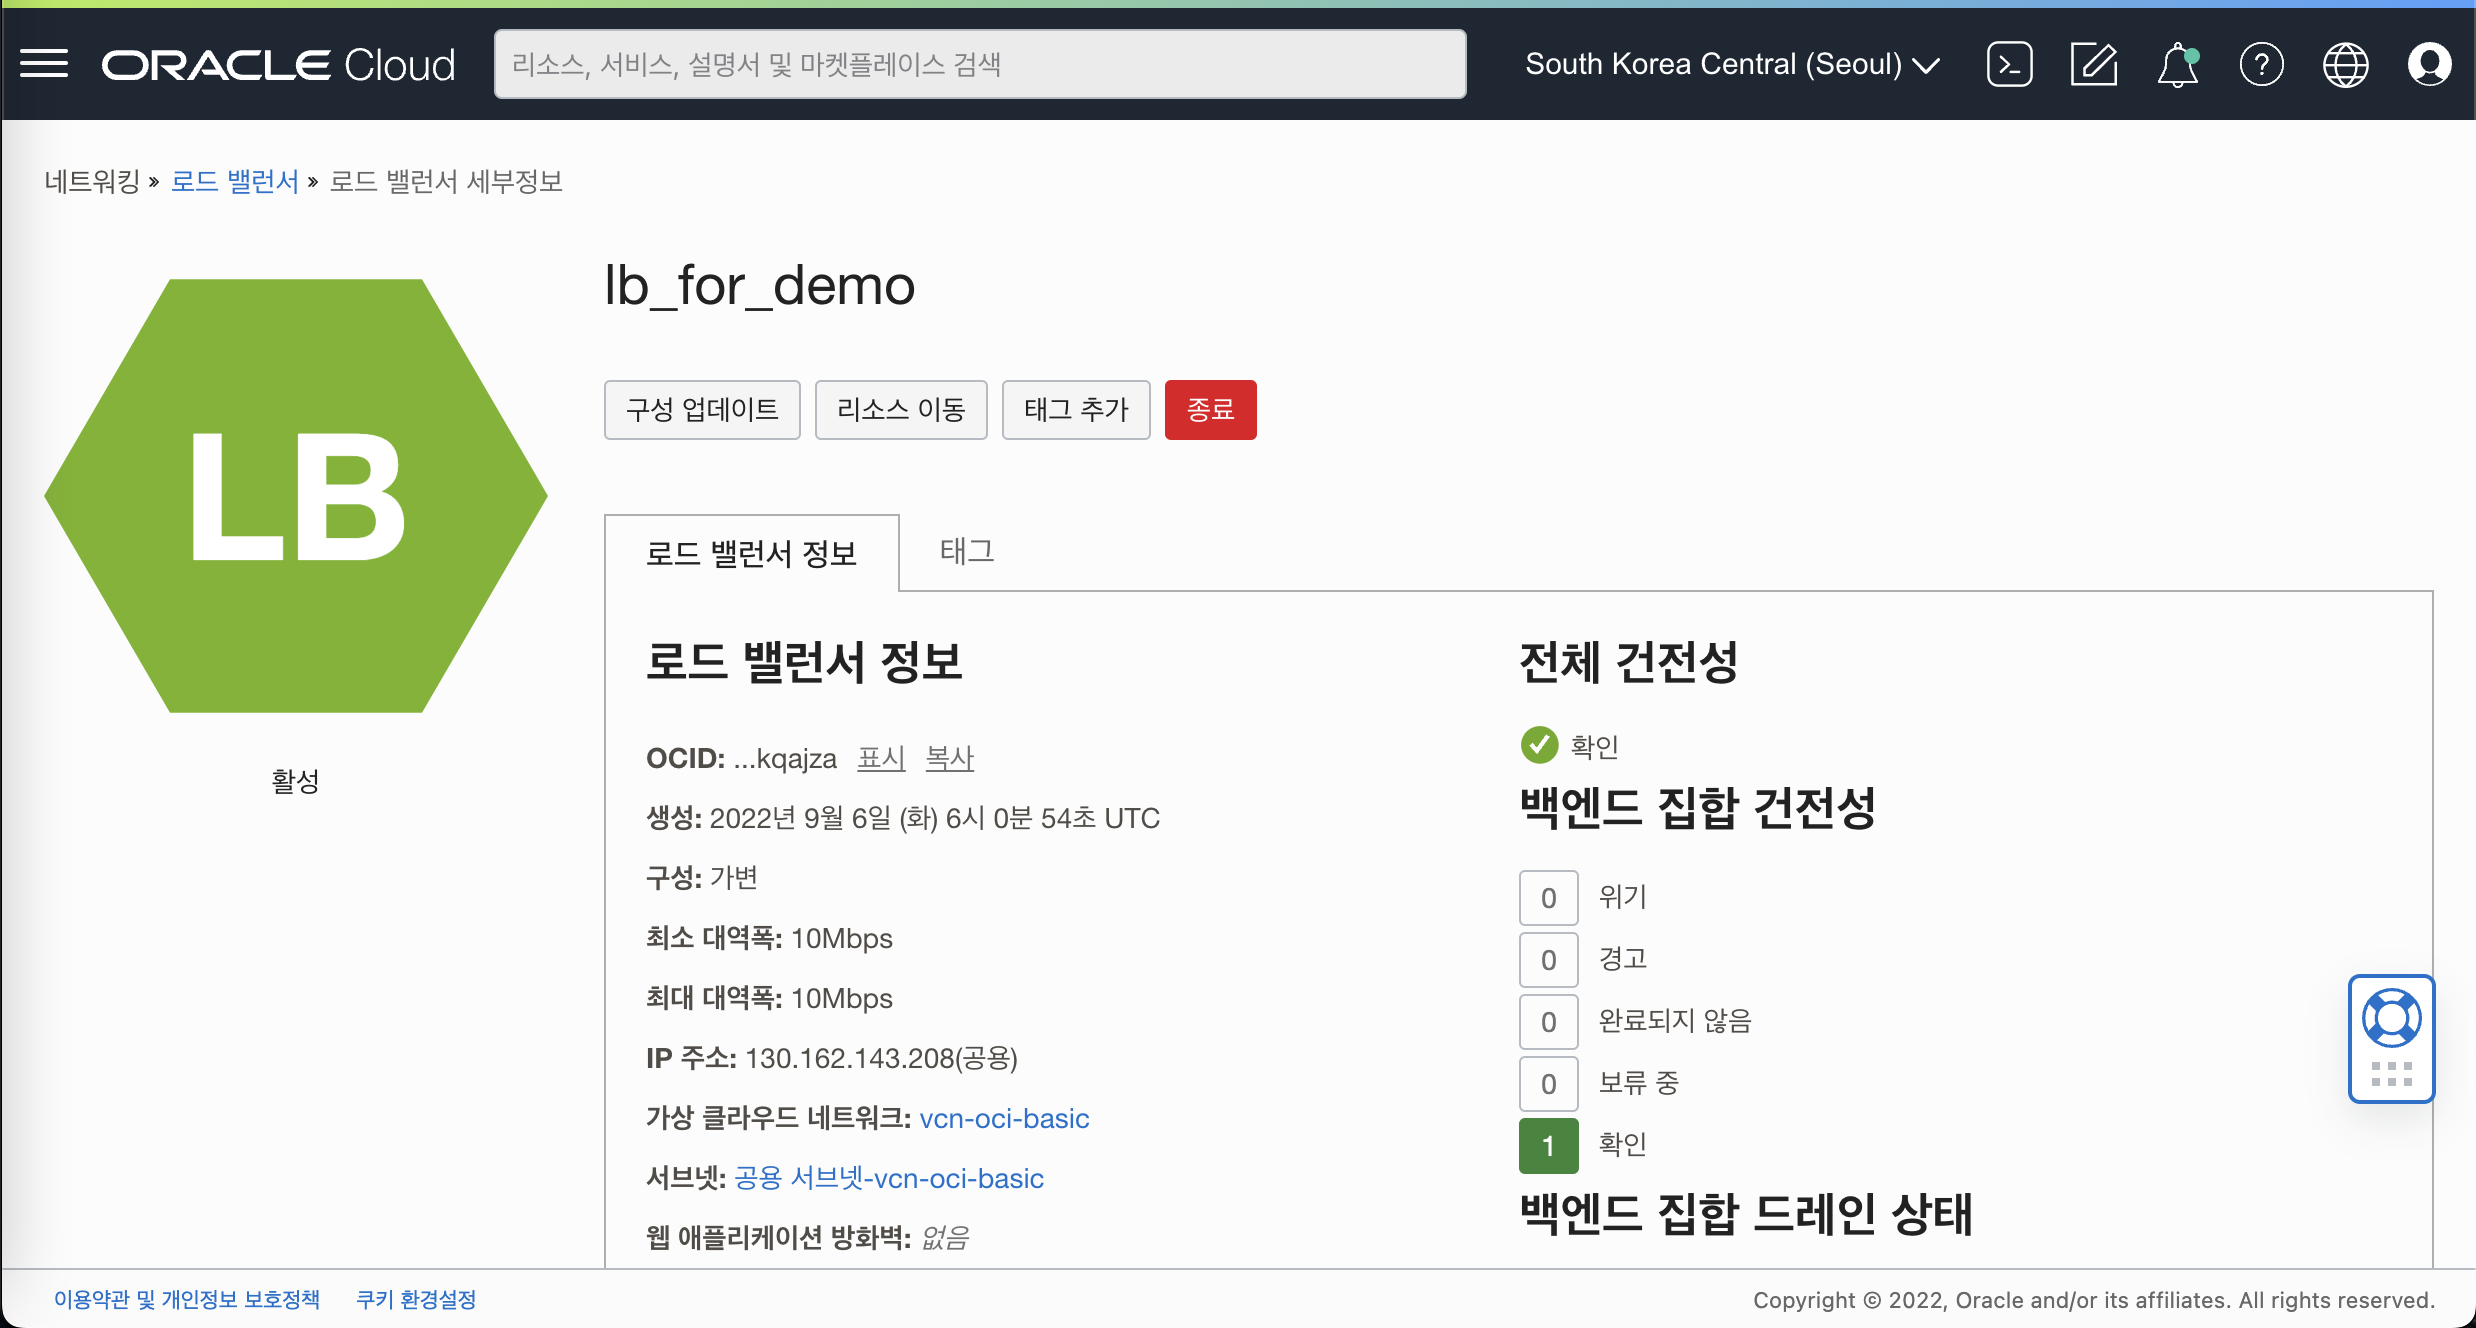 ORACLE Cloud
리소스, 서비스, 설명서 및 마켓플레이스 검색
South Korea Central (Seoul)
네트워킹 » 로드 밸런서 » 로드 밸런서 세부정보
LB
활성
lb_for_demo
구성 업데이트 리소스 이동 태그 추가 종료
로드 밸런서 정보 태그
로드 밸런서 정보
OCID: ...kqajza 표시 복사
생성: 2022년 9월 6일 (화) 6시 0분 54초 UTC
구성: 가변
최소 대역폭: 10Mbps
최대 대역폭: 10Mbps
IP 주소: 130.162.143.208(공용)
가상 클라우드 네트워크: vcn-oci-basic
서브넷: 공용 서브넷-vcn-oci-basic
웹 애플리케이션 방화벽: 없음
전체 건전성
확인
백엔드 집합 건전성
0 위기
0 경고
0 완료되지 않음
0 보류 중
1 확인
백엔드 집합 드레인 상태
이용약관 및 개인정보 보호정책 쿠키 환경설정
Copyright © 2022, Oracle and/or its affiliates. All rights reserved.